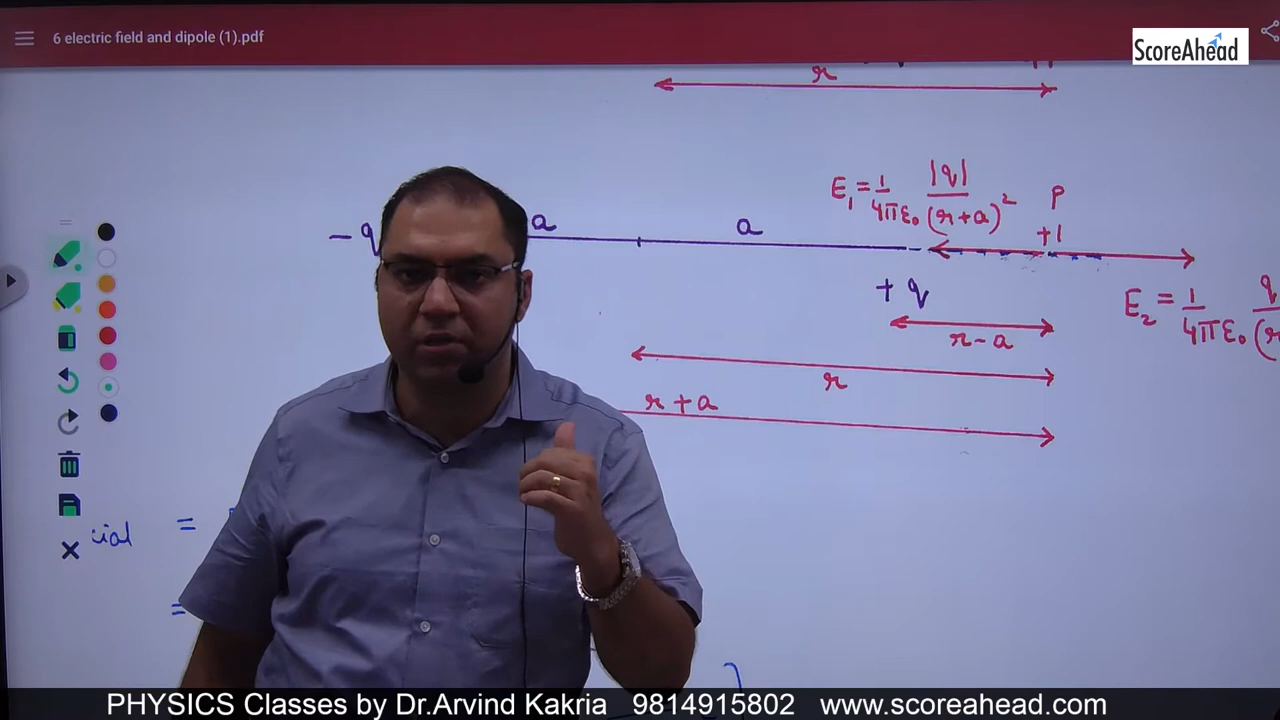 6 electric field and dipole (1).pdf
ScoreAhead
r
E₁ = 1/4πε₀ |q|/(r+a)²
P
+1
- q
a
a
+ q
E₂ = 1/4πε₀ q
r-a
r
r+a
cial =
=
PHYSICS Classes by Dr.Arvind Kakria 9814915802 www.scoreahead.com